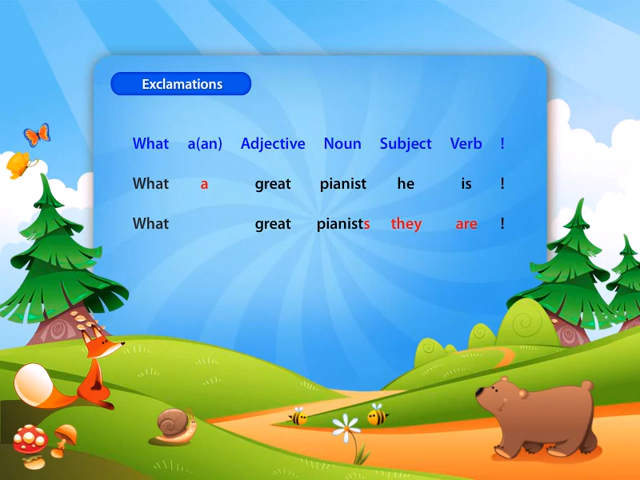 Exclamations
What a(an) Adjective Noun Subject Verb !
What a great pianist he is !
What great pianists they are !